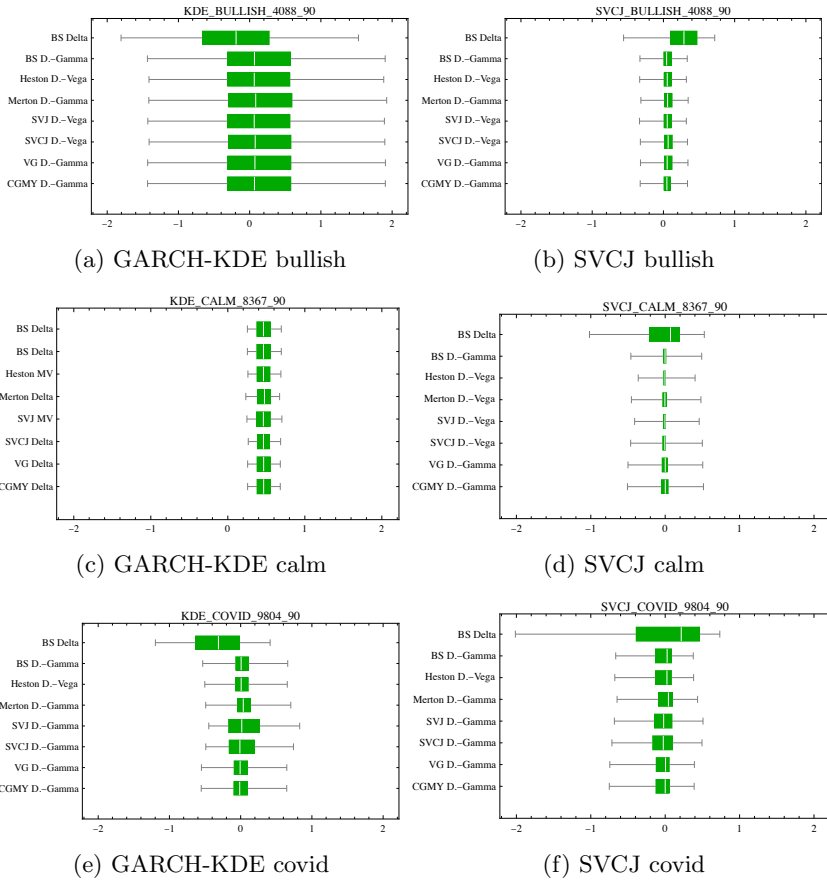 KDE_BULLISH_4088_90
BS Delta
BS D.-Gamma
Heston D.-Vega
Merton D.-Gamma
SVJ D.-Vega
SVCJ D.-Vega
VG D.-Gamma
CGMY D.-Gamma
-2 -1 0 1 2
(a) GARCH-KDE bullish
SVCJ_BULLISH_4088_90
BS Delta
BS D.-Gamma
Heston D.-Vega
Merton D.-Gamma
SVJ D.-Vega
SVCJ D.-Vega
VG D.-Gamma
CGMY D.-Gamma
-2 -1 0 1 2
(b) SVCJ bullish
KDE_CALM_8367_90
BS Delta
BS Delta
Heston MV
Merton Delta
SVJ MV
SVCJ Delta
VG Delta
CGMY Delta
-2 -1 0 1 2
(c) GARCH-KDE calm
SVCJ_CALM_8367_90
BS Delta
BS D.-Gamma
Heston D.-Vega
Merton D.-Vega
SVJ D.-Vega
SVCJ D.-Vega
VG D.-Gamma
CGMY D.-Gamma
-2 -1 0 1 2
(d) SVCJ calm
KDE_COVID_9804_90
BS Delta
BS D.-Gamma
Heston D.-Vega
Merton D.-Gamma
SVJ D.-Gamma
SVCJ D.-Gamma
VG D.-Gamma
CGMY D.-Gamma
-2 -1 0 1 2
(e) GARCH-KDE covid
SVCJ_COVID_9804_90
BS Delta
BS D.-Gamma
Heston D.-Vega
Merton D.-Gamma
SVJ D.-Gamma
SVCJ D.-Gamma
VG D.-Gamma
CGMY D.-Gamma
-2 -1 0 1 2
(f) SVCJ covid